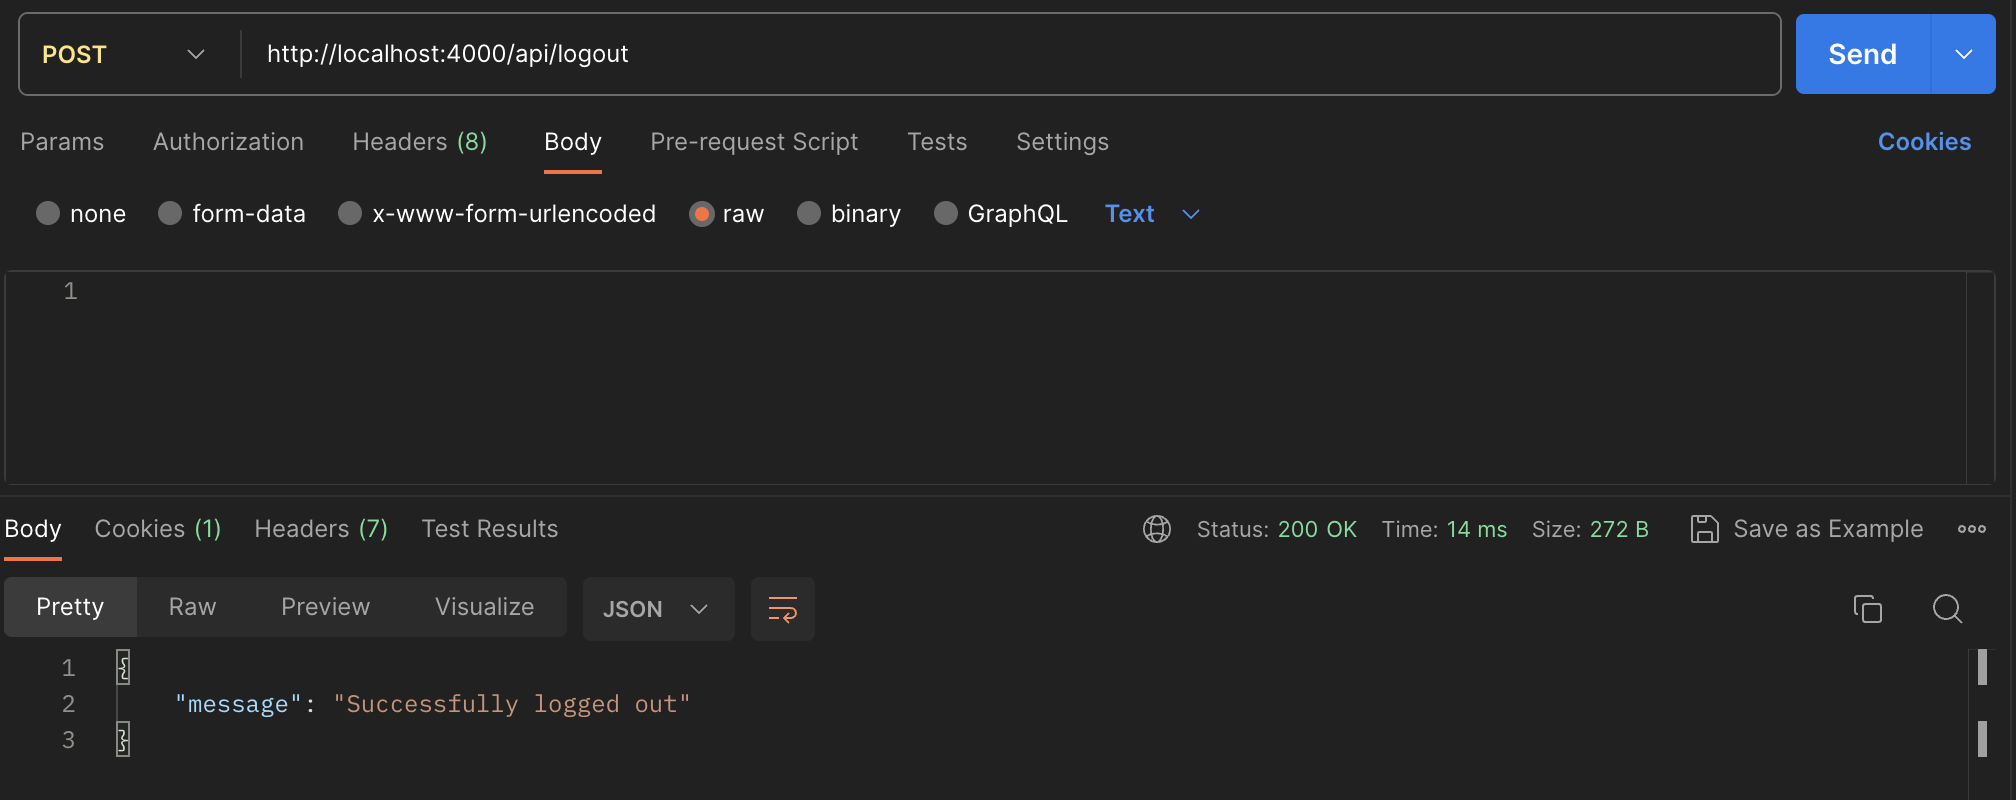 POST http://localhost:4000/api/logout Send
Params Authorization Headers (8) Body Pre-request Script Tests Settings Cookies
none form-data x-www-form-urlencoded raw binary GraphQL Text
1
Body Cookies (1) Headers (7) Test Results Status: 200 OK Time: 14 ms Size: 272 B Save as Example
Pretty Raw Preview Visualize JSON
1 {
2 "message": "Successfully logged out"
3 }